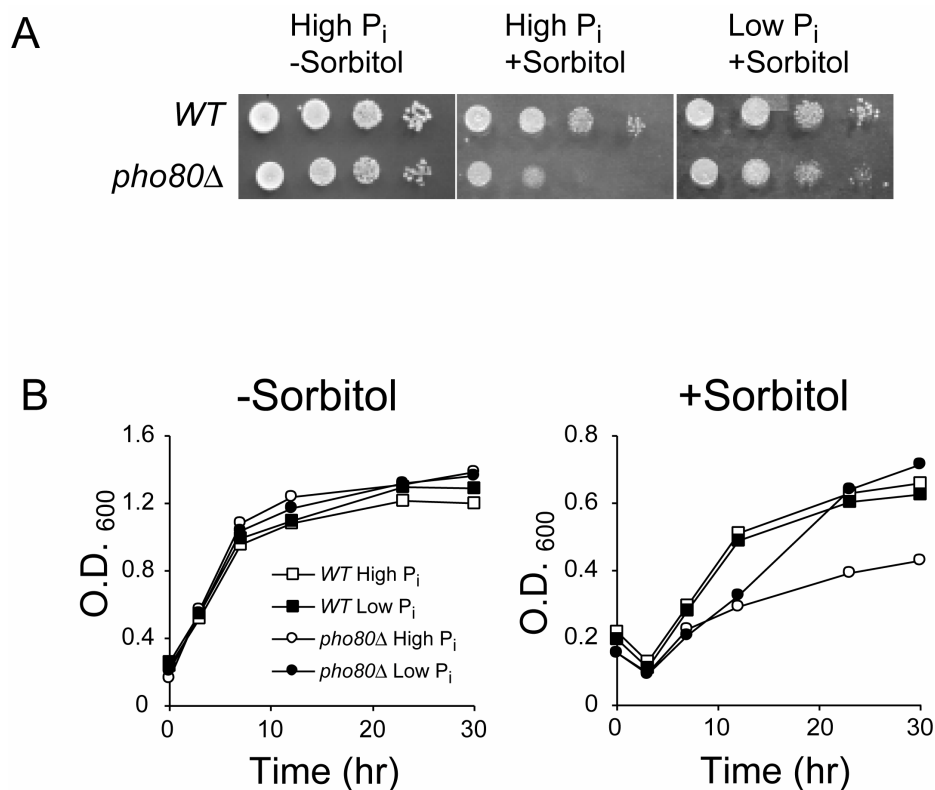 A
High Pi
-Sorbitol
High Pi
+Sorbitol
Low Pi
+Sorbitol
WT
pho80Δ
B
-Sorbitol
+Sorbitol
O.D. 600
1.6
1.2
0.8
0.4
0
WT High Pi
WT Low Pi
pho80Δ High Pi
pho80Δ Low Pi
0 10 20 30
Time (hr)
O.D. 600
0.8
0.6
0.4
0.2
0
0 10 20 30
Time (hr)